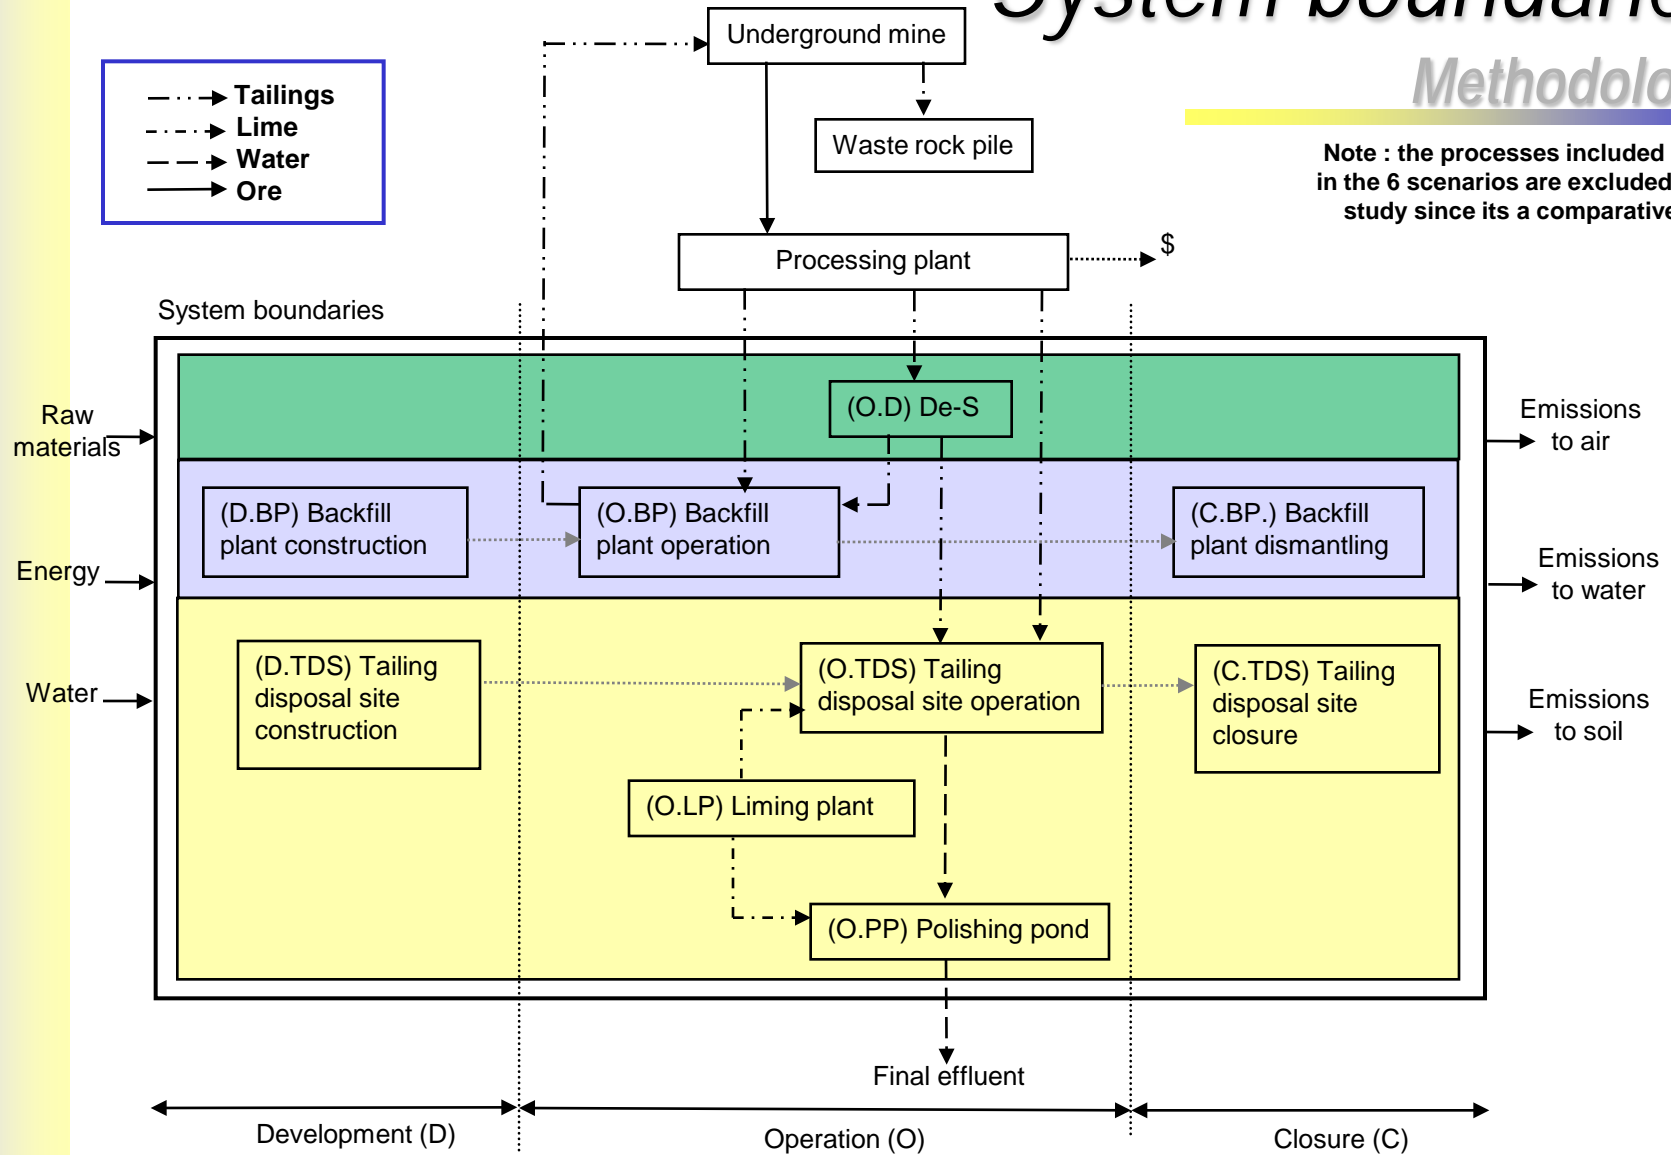 System
Underground mine
Methodolo
Tailings
Lime
Water
Ore
Waste rock pile
Note : the processes included
in the 6 scenarios are excluded
study since its a comparative
Processing plant
$
System boundaries
(O.D) De-S
Raw
materials
Emissions
to air
(D.BP) Backfill
plant construction
(O.BP) Backfill
plant operation
(C.BP.) Backfill
plant dismantling
Energy
Emissions
to water
(D.TDS) Tailing
disposal site
construction
(O.TDS) Tailing
disposal site operation
(C.TDS) Tailing
disposal site
closure
Water
Emissions
to soil
(O.LP) Liming plant
(O.PP) Polishing pond
Final effluent
Development (D)
Operation (O)
Closure (C)